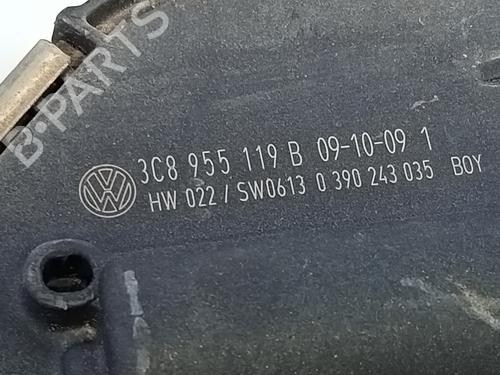 B-PARTS
3C8 955 119 B 09-10-09 1
HW 022 / SW0613 0 390 243 035 BOY